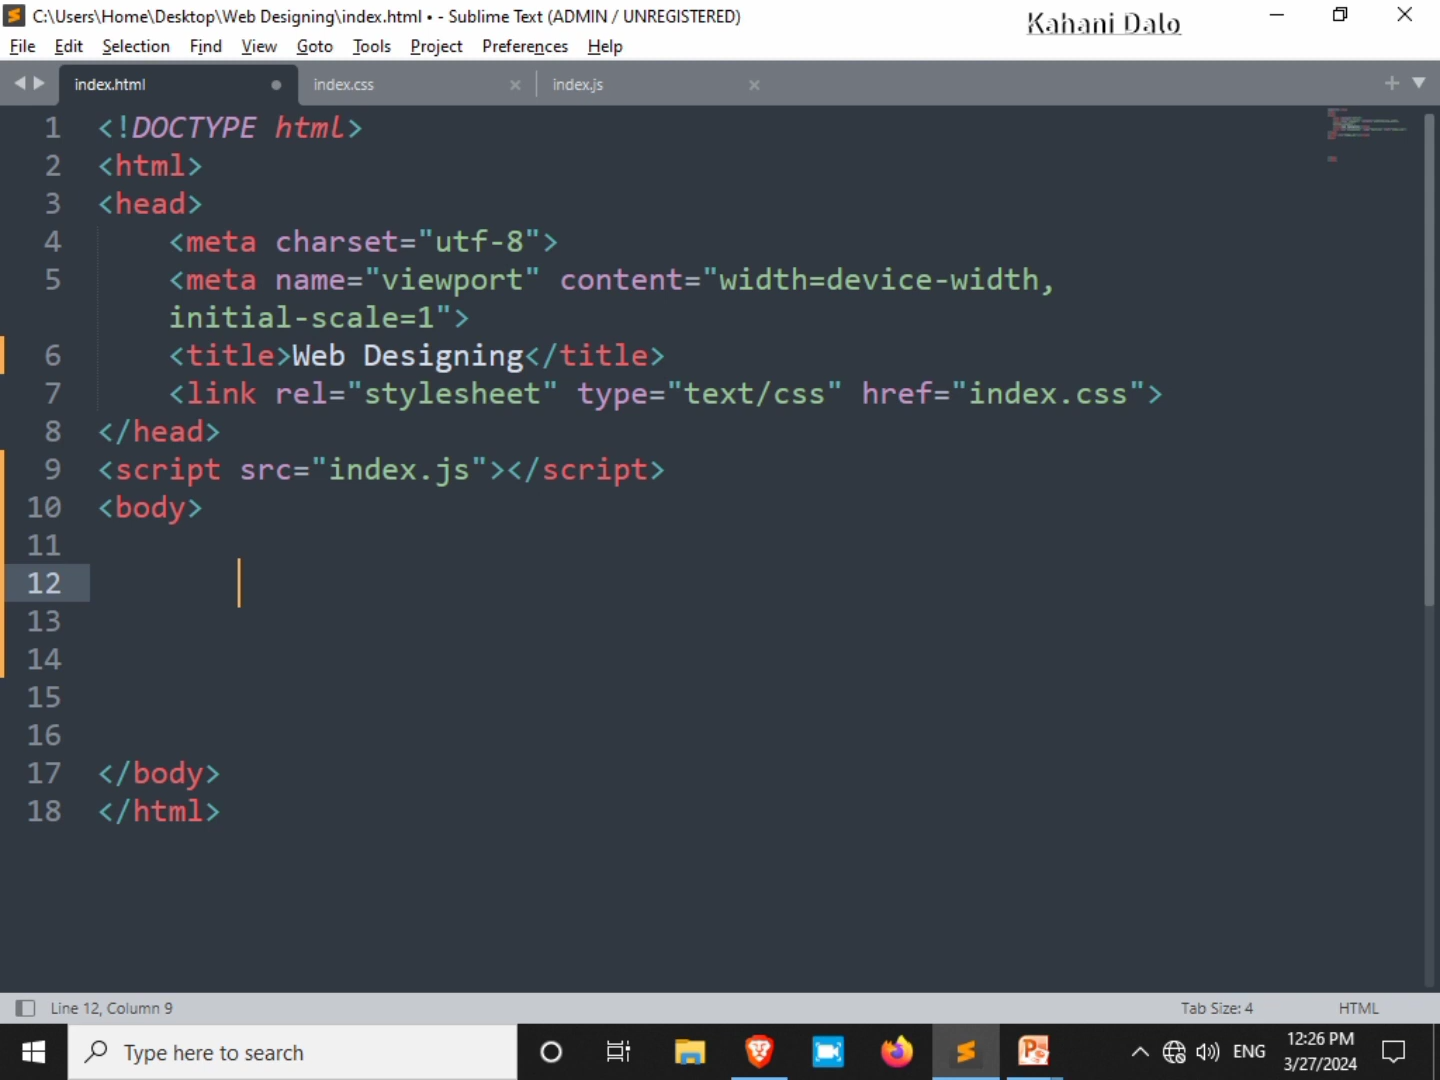 C:\Users\Home\Desktop\Web Designing\index.html • - Sublime Text (ADMIN / UNREGISTERED)
Kahani Dalo
File Edit Selection Find View Goto Tools Project Preferences Help
index.html index.css index.js
1 <!DOCTYPE html>
2 <html>
3 <head>
4 <meta charset="utf-8">
5 <meta name="viewport" content="width=device-width,
initial-scale=1">
6 <title>Web Designing</title>
7 <link rel="stylesheet" type="text/css" href="index.css">
8 </head>
9 <script src="index.js"></script>
10 <body>
11
12
13
14
15
16
17 </body>
18 </html>
Line 12, Column 9 Tab Size: 4 HTML
Type here to search
ENG
12:26 PM
3/27/2024